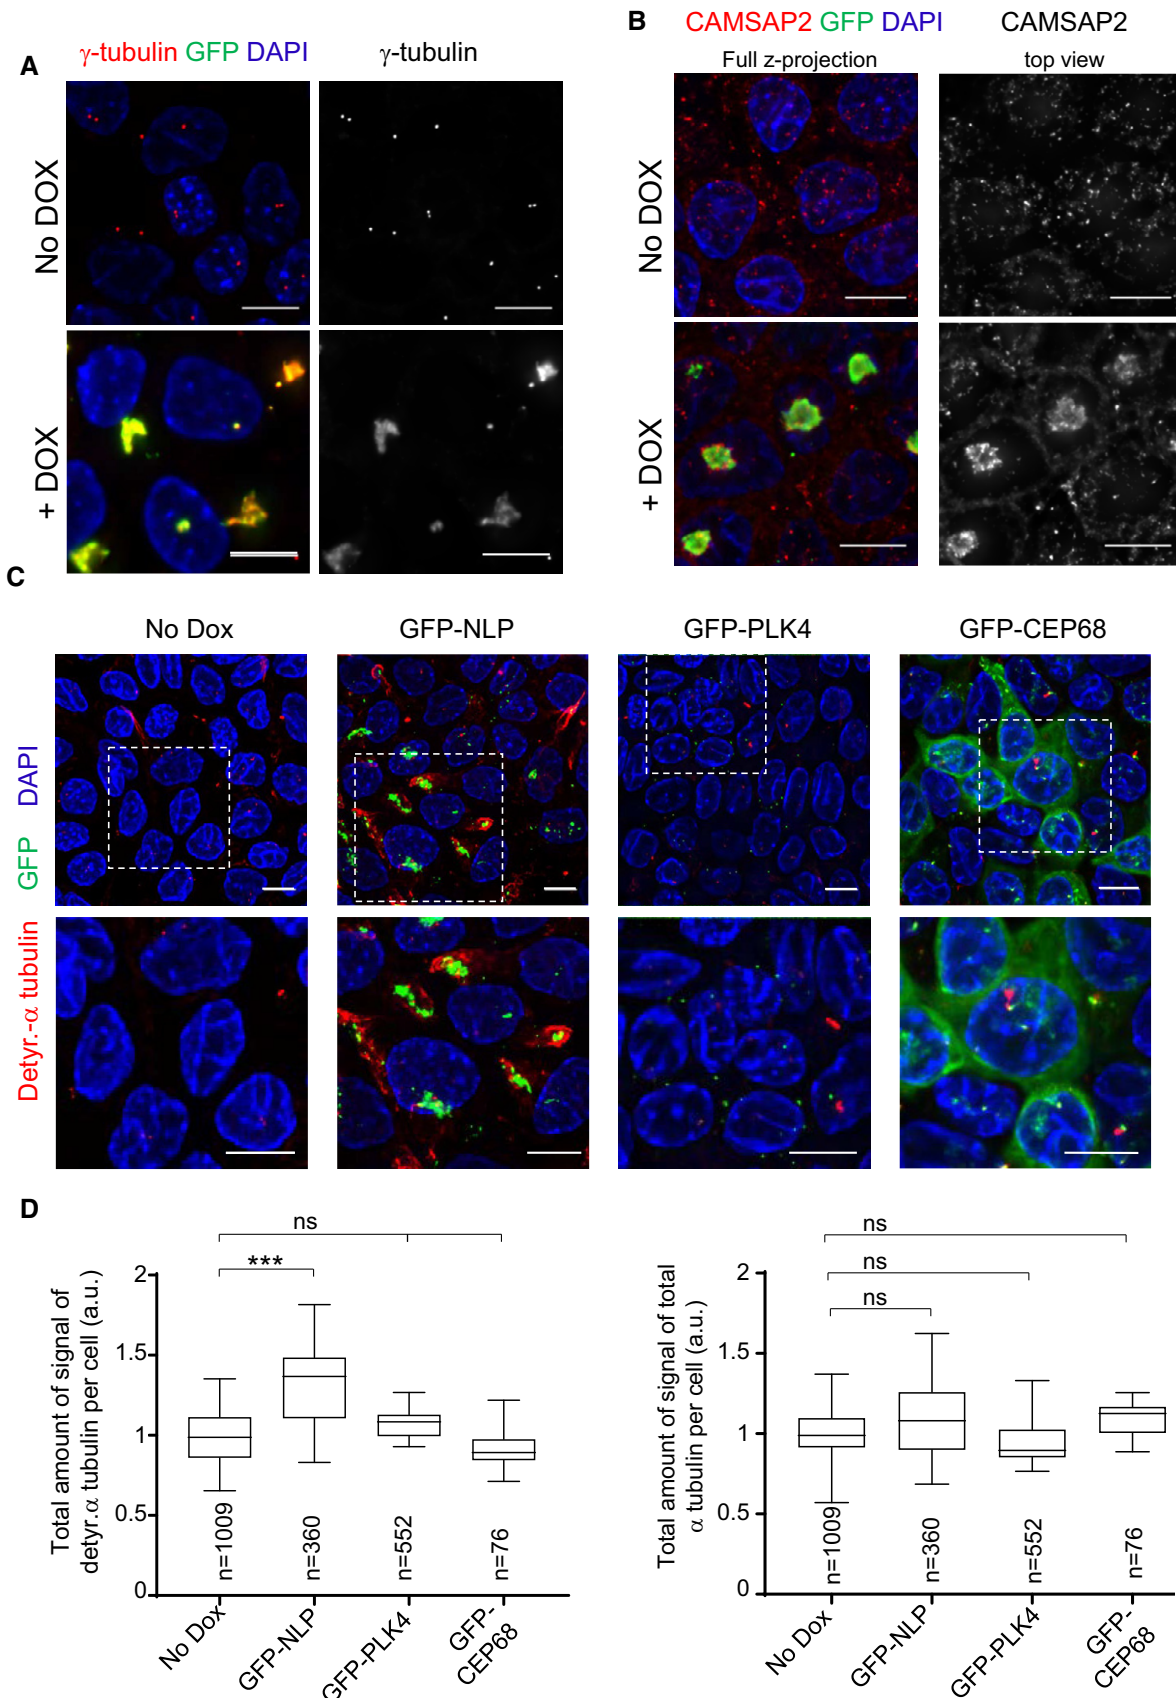 A
γ-tubulin GFP DAPI
γ-tubulin
No DOX
+ DOX
B
CAMSAP2 GFP DAPI
CAMSAP2
Full z-projection
top view
No DOX
+ DOX
C
No Dox
GFP-NLP
GFP-PLK4
GFP-CEP68
Detyr.-α tubulin GFP DAPI
D
Total amount of signal of
detyr.α tubulin per cell (a.u.)
ns
***
2
1.5
1
0.5
0
n=1009
n=360
n=552
n=76
No Dox
GFP-NLP
GFP-PLK4
GFP-
CEP68
Total amount of signal of total
α tubulin per cell (a.u.)
ns
ns
ns
2
1.5
1
0.5
0
n=1009
n=360
n=552
n=76
No Dox
GFP-NLP
GFP-PLK4
GFP-
CEP68